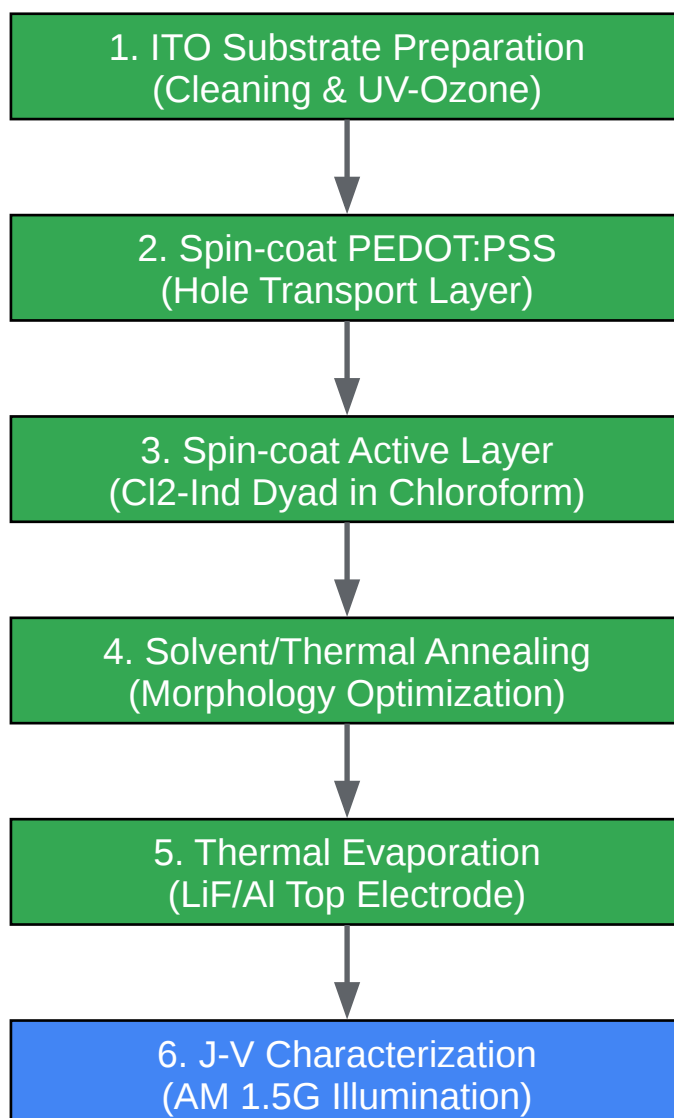 1. ITO Substrate Preparation
(Cleaning & UV-Ozone)
2. Spin-coat PEDOT:PSS
(Hole Transport Layer)
3. Spin-coat Active Layer
(Cl2-Ind Dyad in Chloroform)
4. Solvent/Thermal Annealing
(Morphology Optimization)
5. Thermal Evaporation
(LiF/Al Top Electrode)
6. J-V Characterization
(AM 1.5G Illumination)